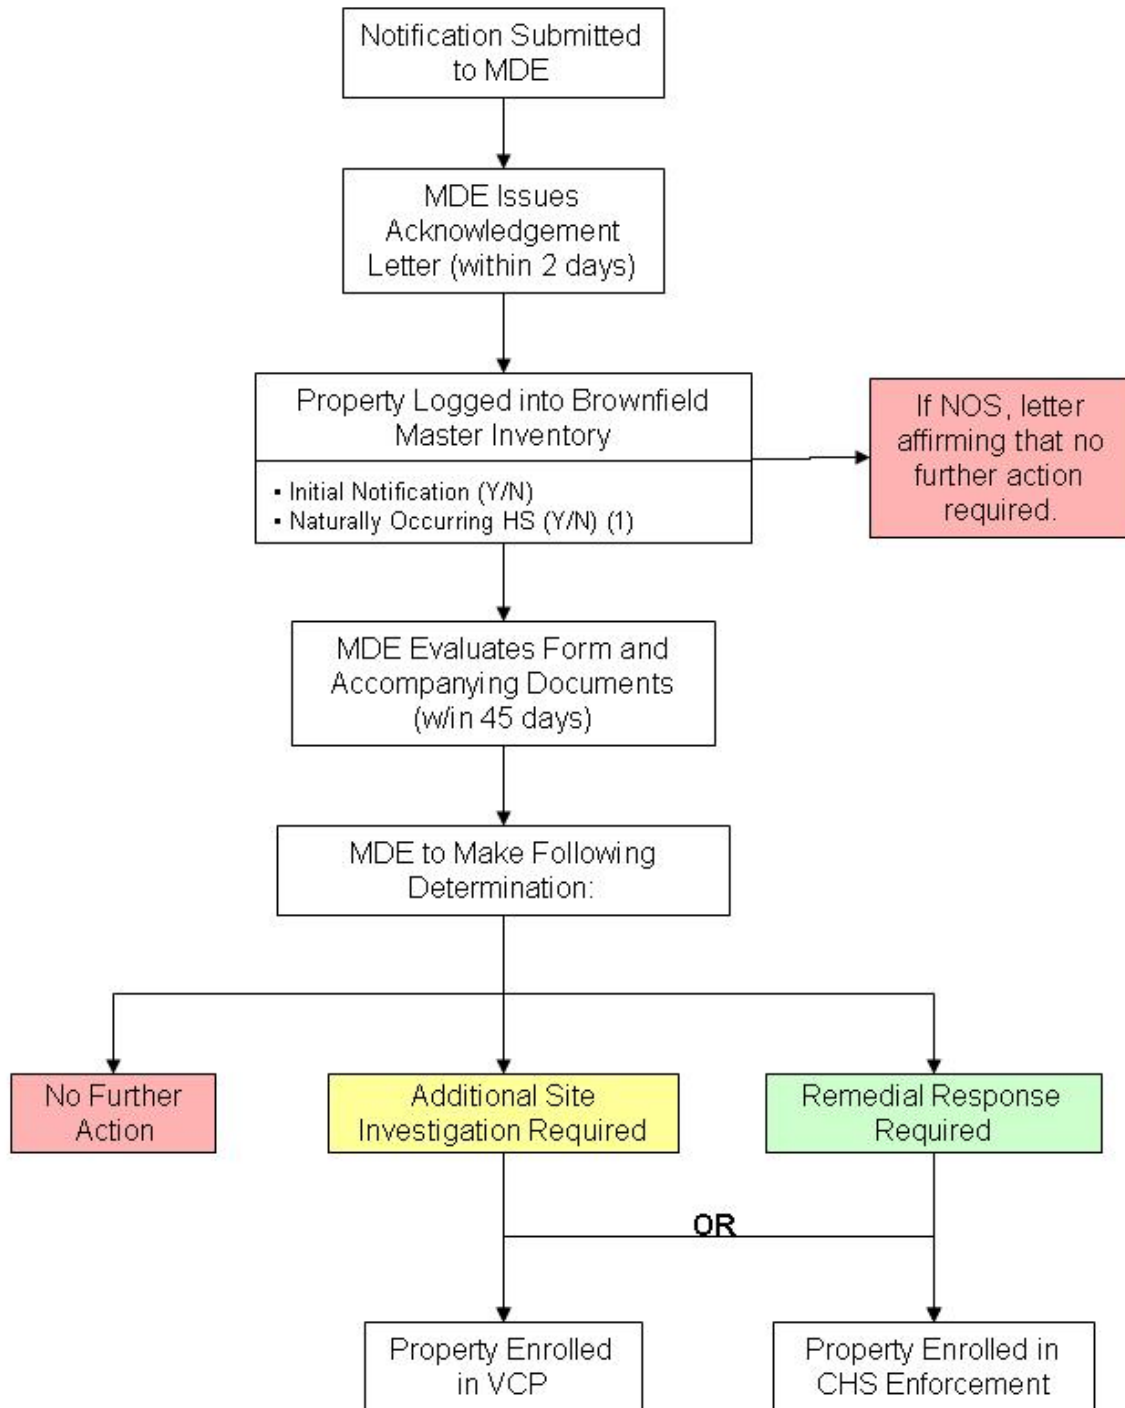 Notification Submitted
to MDE
MDE Issues
Acknowledgement
Letter (within 2 days)
Property Logged into Brownfield
Master Inventory
▪ Initial Notification (Y/N)
▪ Naturally Occurring HS (Y/N) (1)
If NOS, letter
affirming that no
further action
required.
MDE Evaluates Form and
Accompanying Documents
(w/in 45 days)
MDE to Make Following
Determination:
No Further
Action
Additional Site
Investigation Required
Remedial Response
Required
OR
Property Enrolled
in VCP
Property Enrolled in
CHS Enforcement